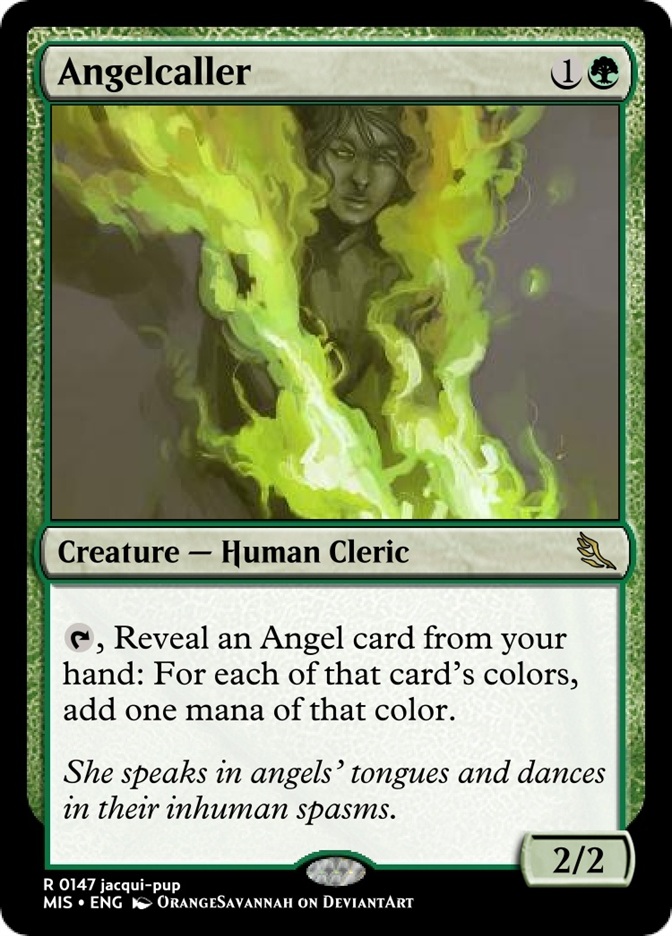 Angelcaller 1
Creature — Human Cleric
, Reveal an Angel card from your
hand: For each of that card's colors,
add one mana of that color.
She speaks in angels' tongues and dances
in their inhuman spasms.
2/2
R 0147 jacqui-pup
MIS • ENG OrangeSavannah on DeviantArt